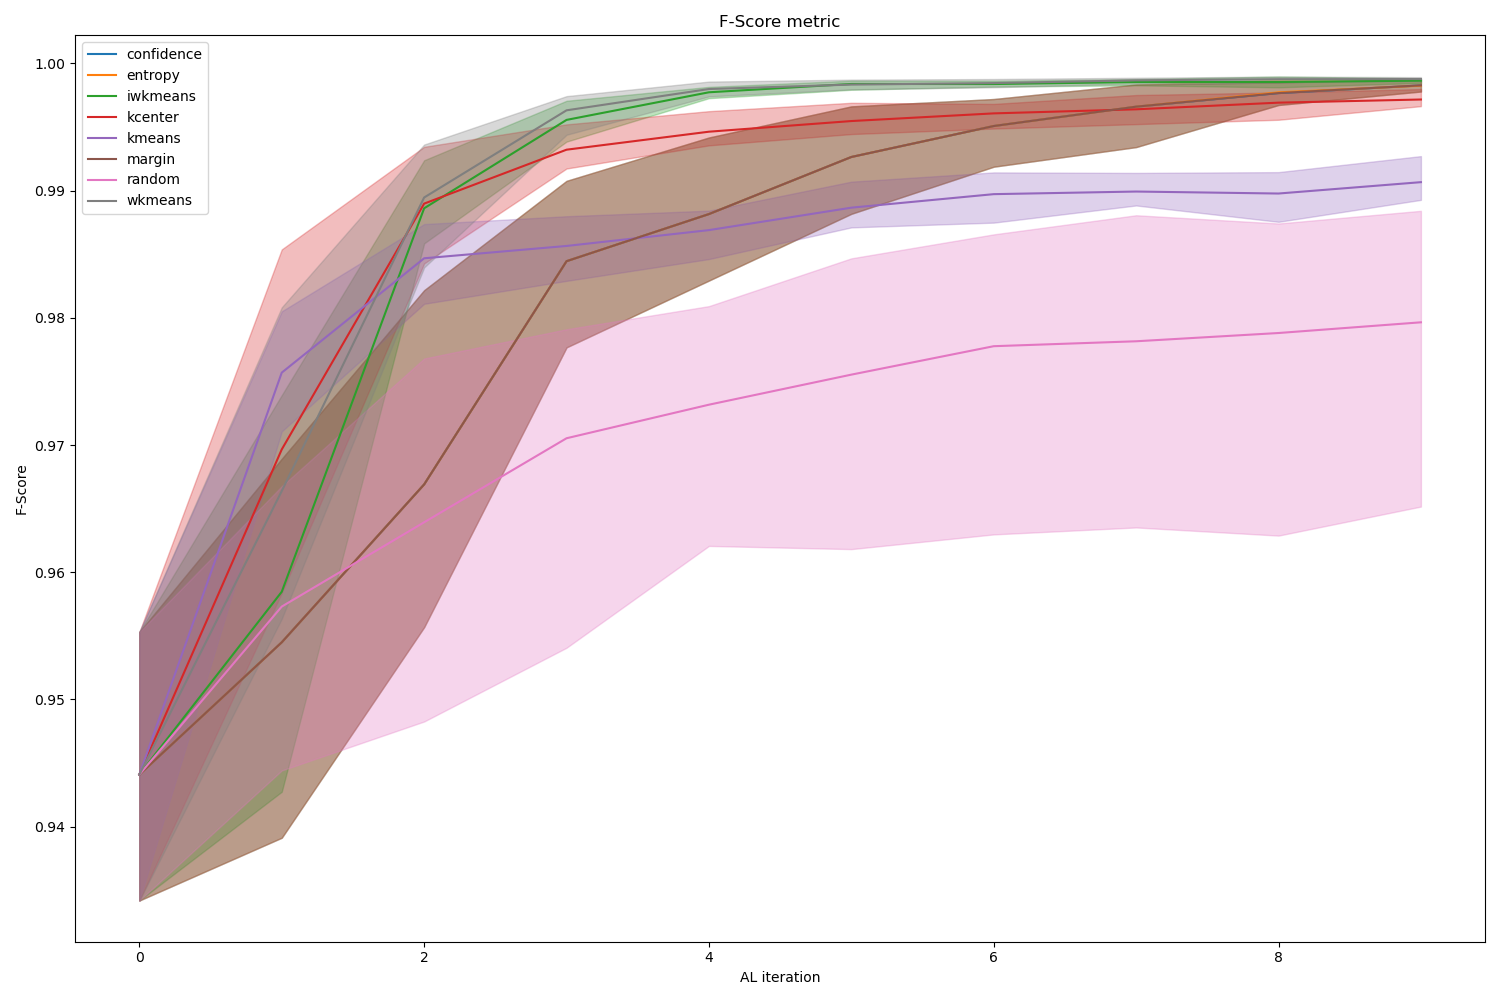 F-Score metric
confidence
entropy
iwkmeans
kcenter
kmeans
margin
random
wkmeans
1.00
0.99
0.98
0.97
0.96
0.95
0.94
F-Score
0 2 4 6 8
AL iteration